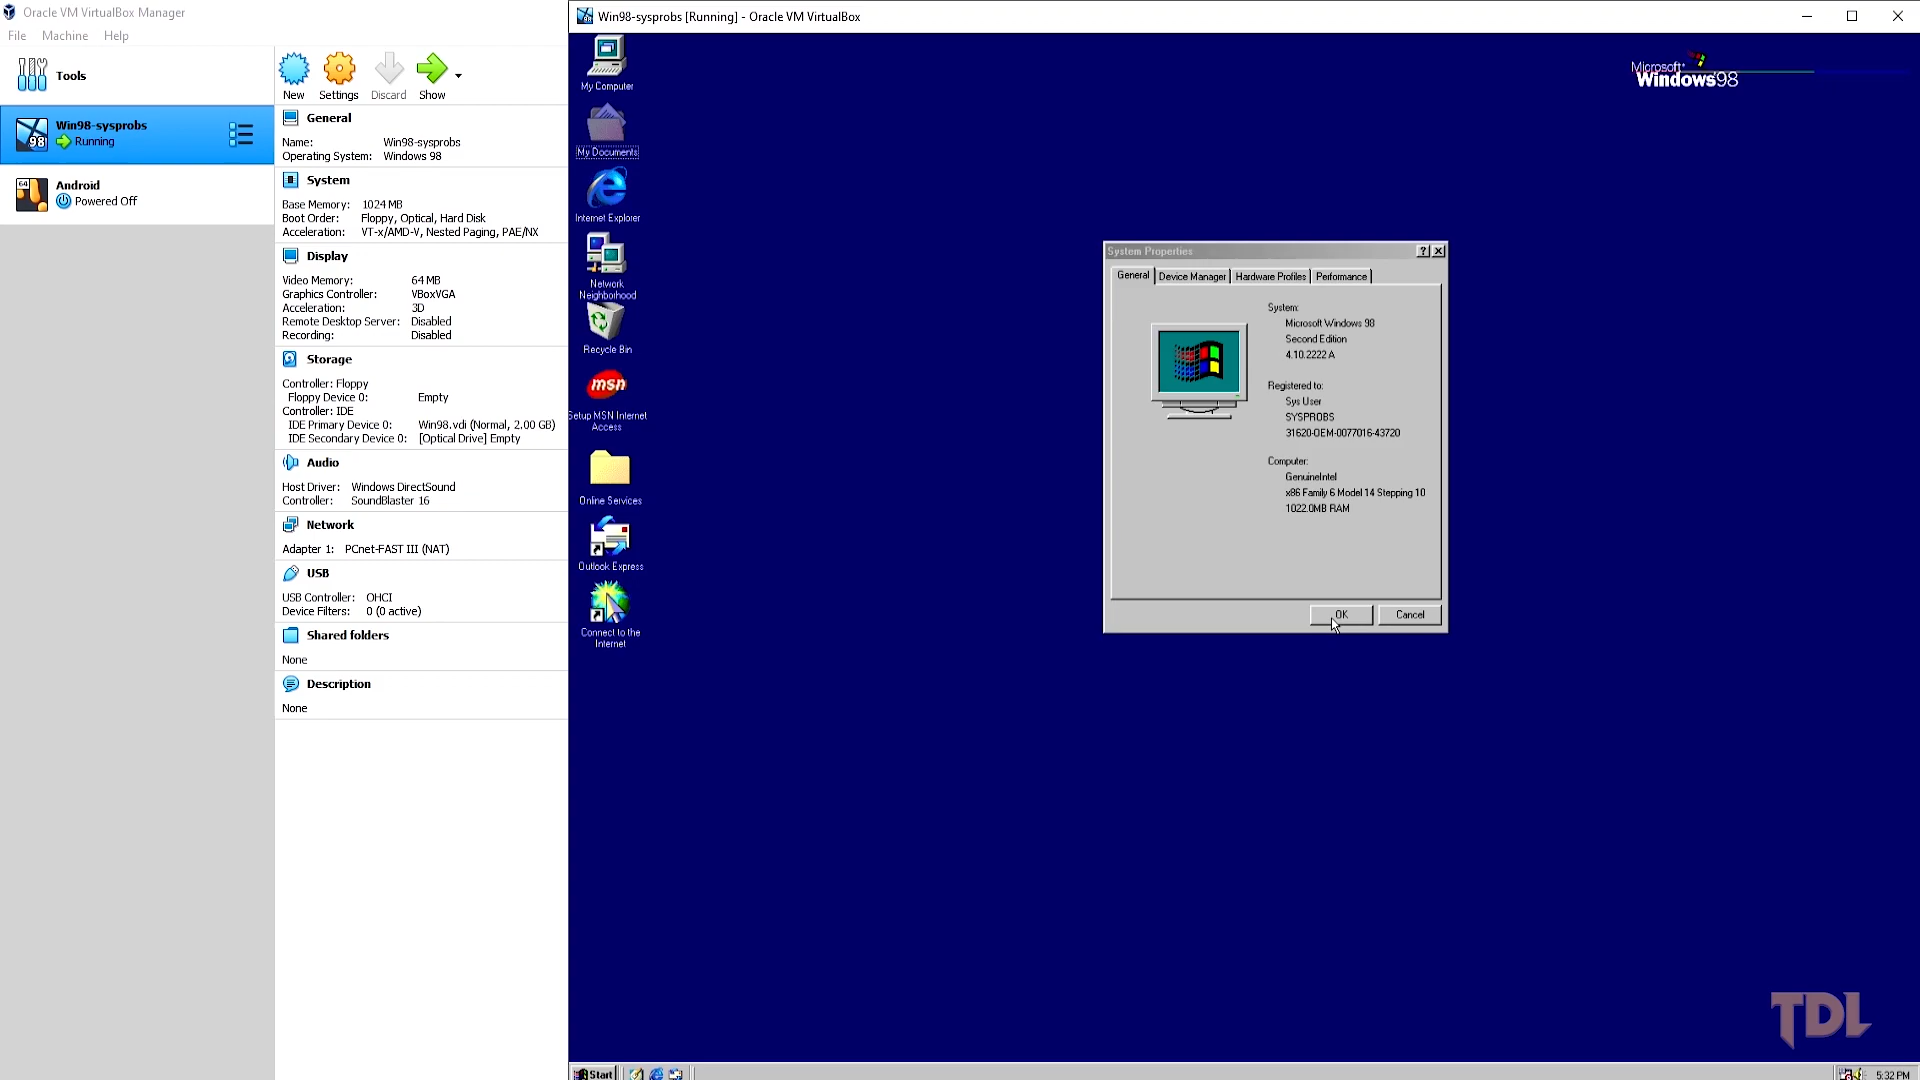 Oracle VM VirtualBox Manager
File Machine Help
Tools
Win98-sysprobs
Running
Android
Powered Off
New Settings Discard Show
General
Name: Win98-sysprobs
Operating System: Windows 98
System
Base Memory: 1024 MB
Boot Order: Floppy, Optical, Hard Disk
Acceleration: VT-x/AMD-V, Nested Paging, PAE/NX
Display
Video Memory: 64 MB
Graphics Controller: VBoxVGA
Acceleration: 3D
Remote Desktop Server: Disabled
Recording: Disabled
Storage
Controller: Floppy
Floppy Device 0: Empty
Controller: IDE
IDE Primary Device 0: Win98.vdi (Normal, 2.00 GB)
IDE Secondary Device 0: [Optical Drive] Empty
Audio
Host Driver: Windows DirectSound
Controller: SoundBlaster 16
Network
Adapter 1: PCnet-FAST III (NAT)
USB
USB Controller: OHCI
Device Filters: 0 (0 active)
Shared folders
None
Description
None
Win98-sysprobs [Running] - Oracle VM VirtualBox
My Computer
My Documents
Internet Explorer
Network
Neighborhood
Recycle Bin
msn
Setup MSN Internet
Access
Online Services
Outlook Express
Connect to the
Internet
Microsoft
Windows98
System Properties
General Device Manager Hardware Profiles Performance
System:
Microsoft Windows 98
Second Edition
4.10.2222 A
Registered to:
Sys User
SYSPROBS
31620-OEM-0077016-43720
Computer:
GenuineIntel
x86 Family 6 Model 14 Stepping 10
1022.0MB RAM
OK Cancel
TDL
Start
5:32 PM
98
64